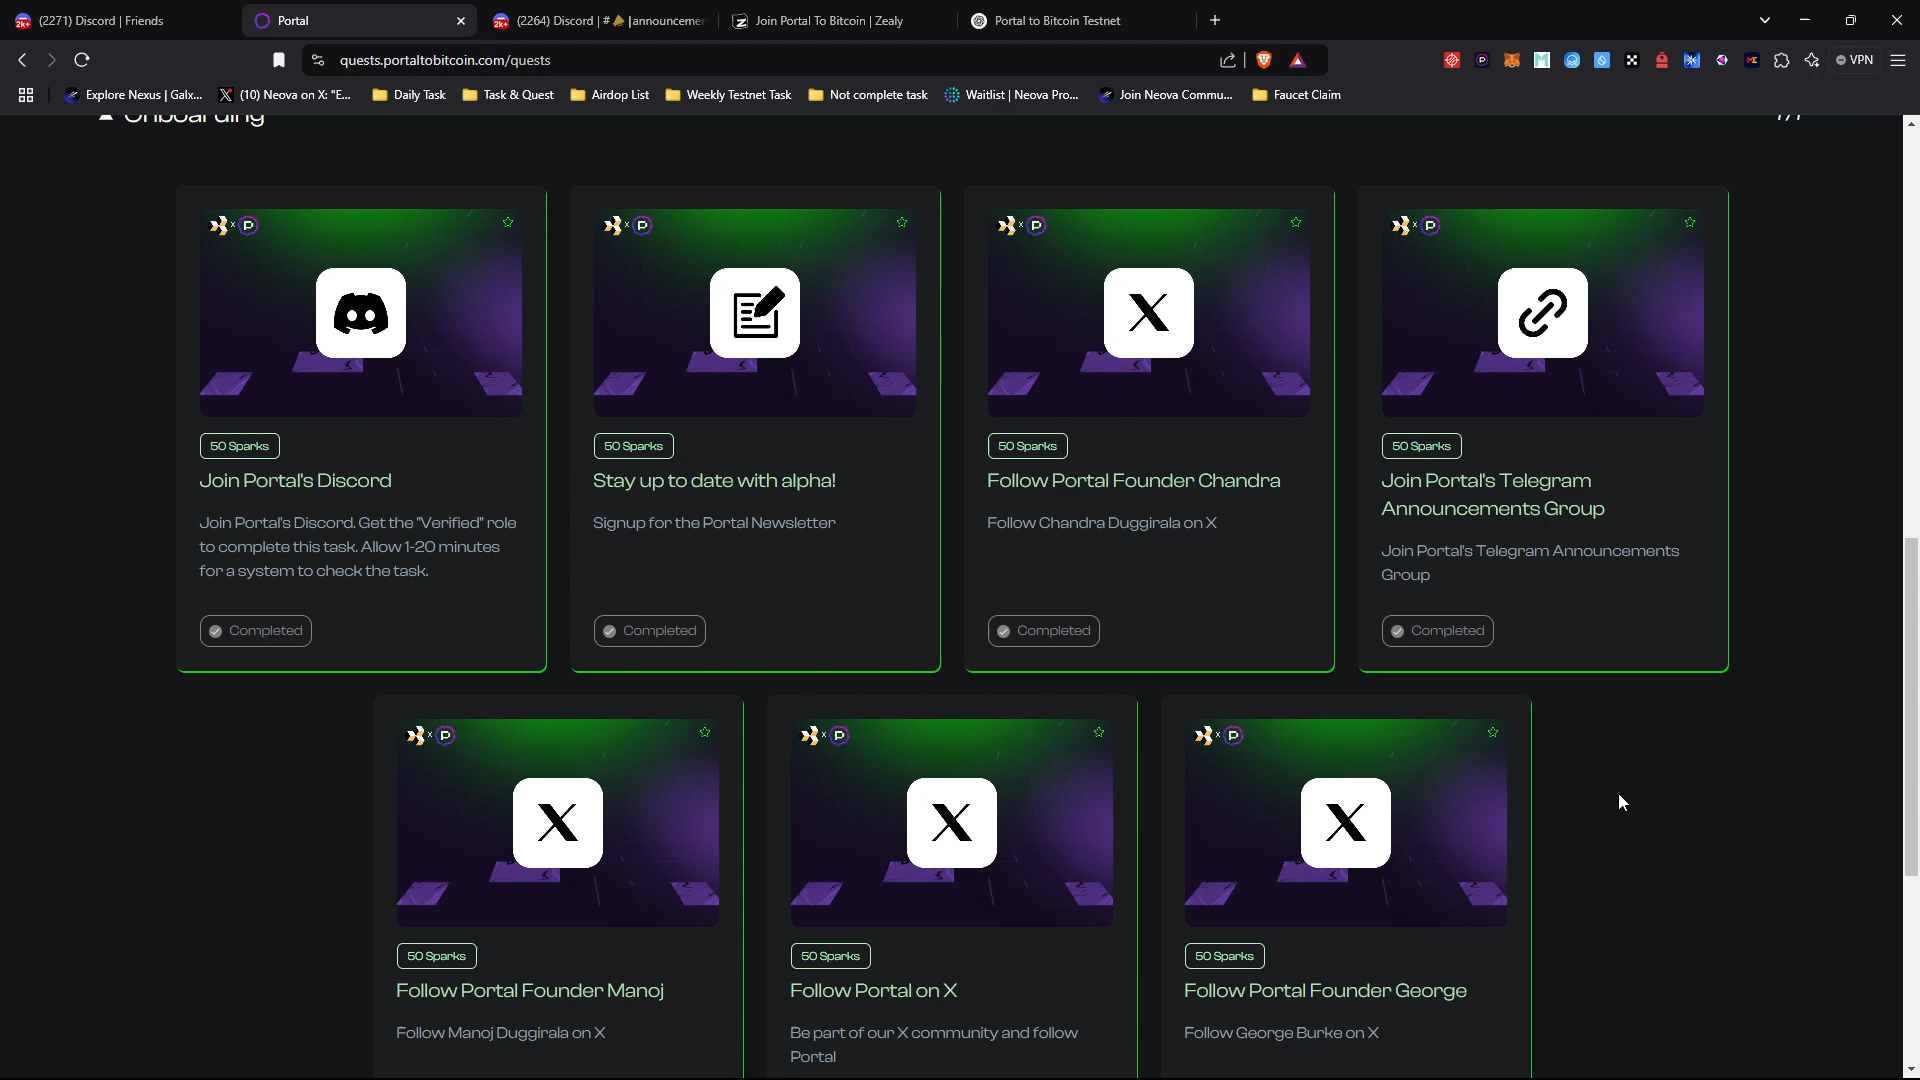 (2271) Discord | Friends
Portal
(2264) Discord | #📣|announcemen
Join Portal To Bitcoin | Zealy
Portal to Bitcoin Testnet
quests.portaltobitcoin.com/quests
VPN
Explore Nexus | Galx...
(10) Neova on X: "E...
Daily Task
Task & Quest
Airdop List
Weekly Testnet Task
Not complete task
Waitlist | Neova Pro...
Join Neova Commu...
Faucet Claim
Onboarding
7/7
50 Sparks
Join Portal's Discord
Join Portal's Discord. Get the "Verified" role
to complete this task. Allow 1-20 minutes
for a system to check the task.
Completed
50 Sparks
Stay up to date with alpha!
Signup for the Portal Newsletter
Completed
50 Sparks
Follow Portal Founder Chandra
Follow Chandra Duggirala on X
Completed
50 Sparks
Join Portal's Telegram
Announcements Group
Join Portal's Telegram Announcements
Group
Completed
50 Sparks
Follow Portal Founder Manoj
Follow Manoj Duggirala on X
50 Sparks
Follow Portal on X
Be part of our X community and follow
Portal
50 Sparks
Follow Portal Founder George
Follow George Burke on X